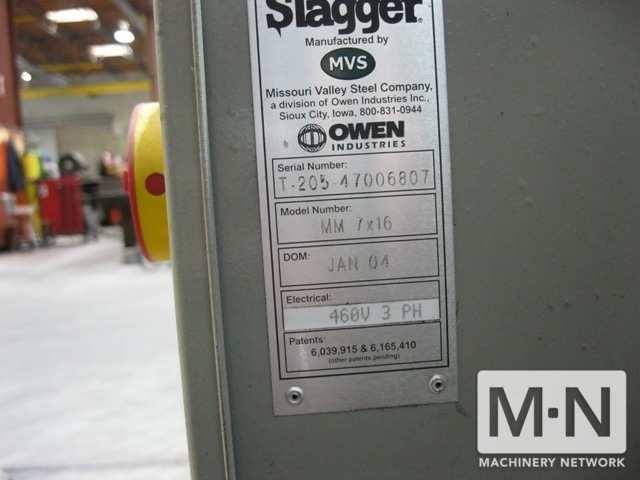 Slagger®
Manufactured by
MVS
Missouri Valley Steel Company,
a division of Owen Industries Inc.,
Sioux City, Iowa, 800-831-0944
OWEN
INDUSTRIES
Serial Number:
T-205-47006807
Model Number:
MM 7x16
DOM:
JAN 04
Electrical:
460V 3 PH
Patents:
6,039,915 & 6,165,410
(other patents pending)
M·N
MACHINERY NETWORK